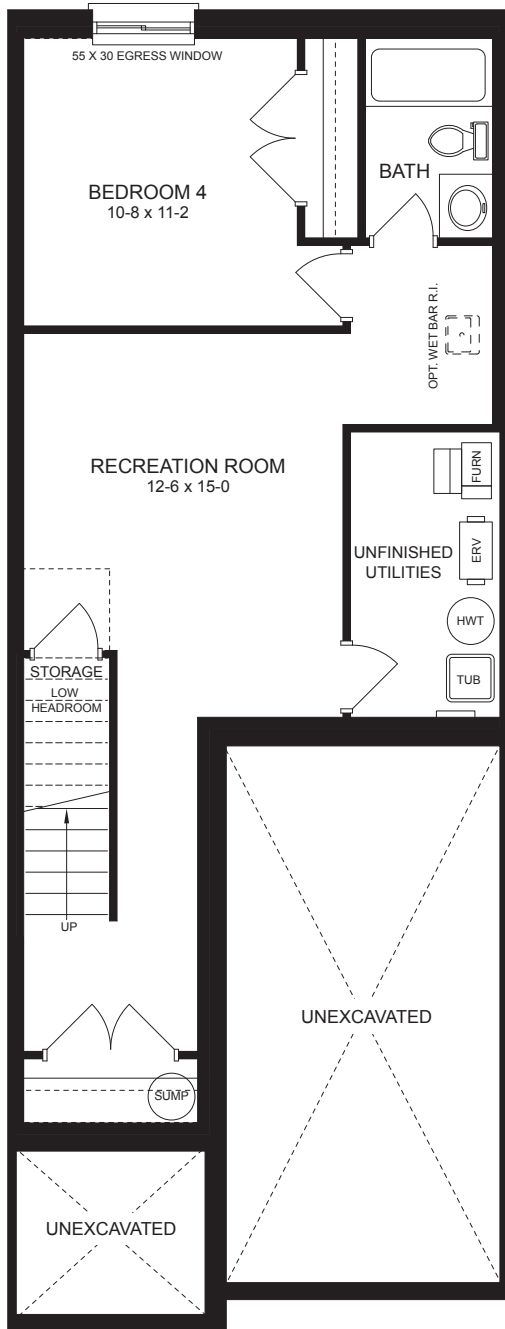 55 X 30 EGRESS WINDOW
BEDROOM 4
10-8 x 11-2
BATH
OPT. WET BAR R.I.
RECREATION ROOM
12-6 x 15-0
FURN
ERV
UNFINISHED
UTILITIES
HWT
TUB
STORAGE
LOW
HEADROOM
UP
UNEXCAVATED
SUMP
UNEXCAVATED